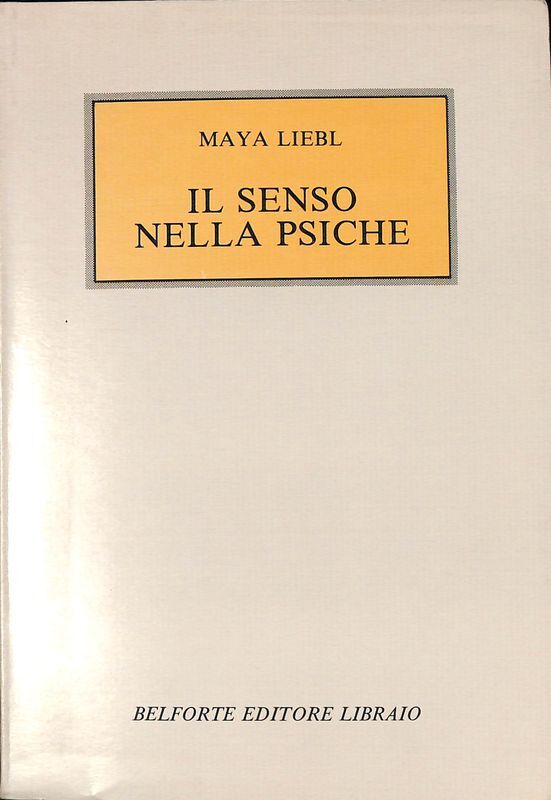 MAYA LIEBL
IL SENSO
NELLA PSICHE
BELFORTE EDITORE LIBRAIO